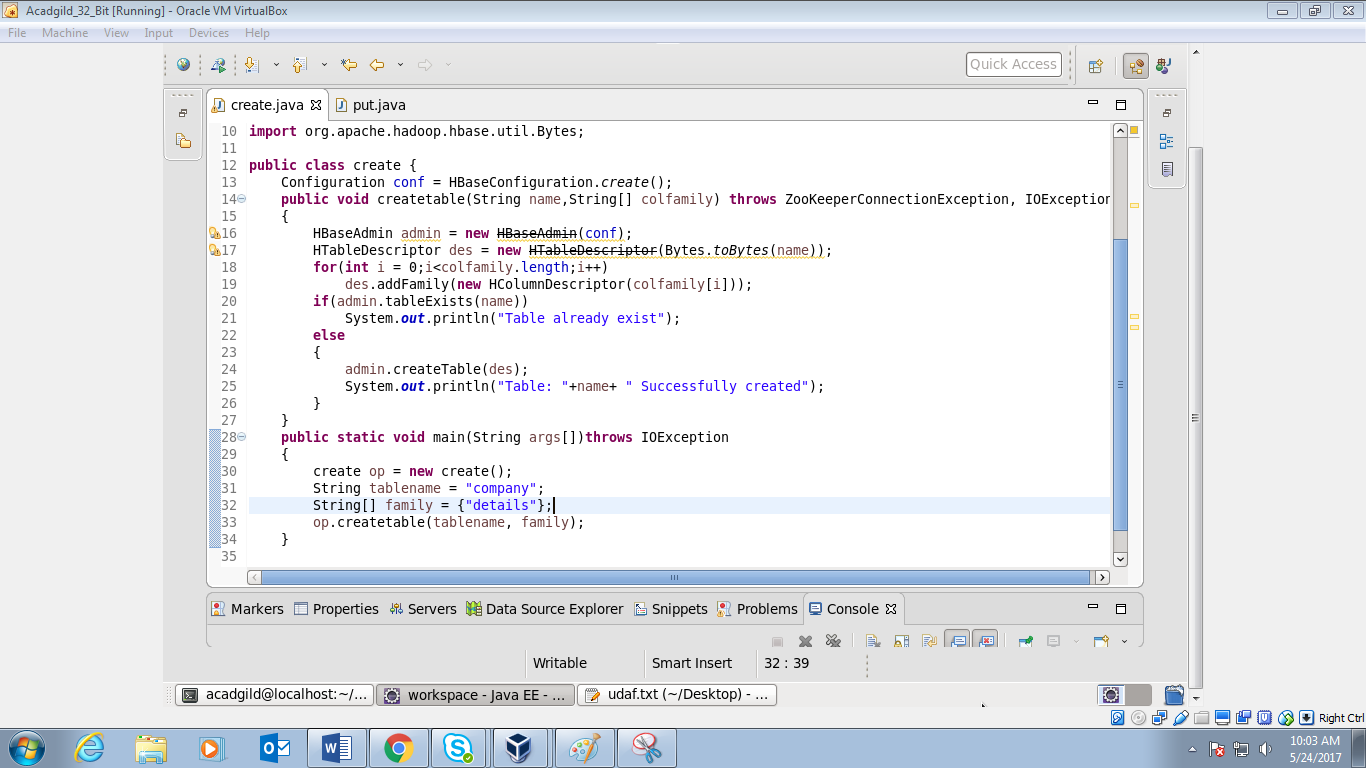 Acadgild_32_Bit [Running] - Oracle VM VirtualBox
File Machine View Input Devices Help
Quick Access
create.java put.java
10 import org.apache.hadoop.hbase.util.Bytes;
11
12 public class create {
13 Configuration conf = HBaseConfiguration.create();
14 public void createtable(String name,String[] colfamily) throws ZooKeeperConnectionException, IOException
15 {
16 HBaseAdmin admin = new HBaseAdmin(conf);
17 HTableDescriptor des = new HTableDescriptor(Bytes.toBytes(name));
18 for(int i = 0;i<colfamily.length;i++)
19 des.addFamily(new HColumnDescriptor(colfamily[i]));
20 if(admin.tableExists(name))
21 System.out.println("Table already exist");
22 else
23 {
24 admin.createTable(des);
25 System.out.println("Table: "+name+ " Successfully created");
26 }
27 }
28 public static void main(String args[])throws IOException
29 {
30 create op = new create();
31 String tablename = "company";
32 String[] family = {"details"};
33 op.createtable(tablename, family);
34 }
35
Markers Properties Servers Data Source Explorer Snippets Problems Console
Writable Smart Insert 32 : 39
acadgild@localhost:~/... workspace - Java EE - ... udaf.txt (~/Desktop) - ...
Right Ctrl
10:03 AM
5/24/2017